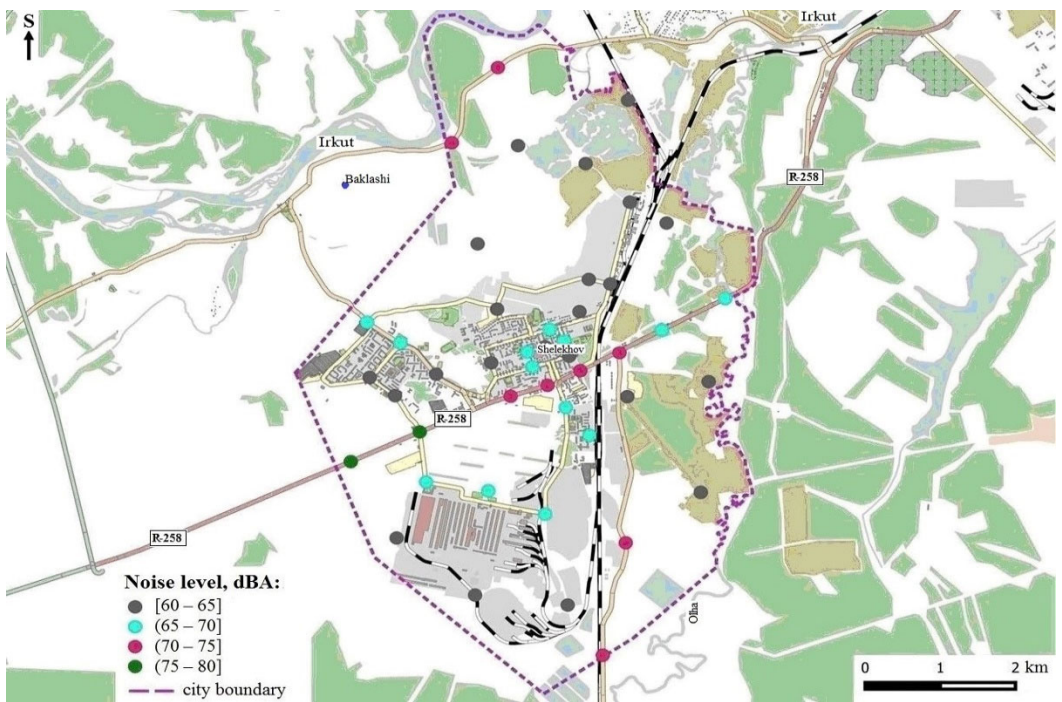 S
Irkut
Irkut
Baklashi
R-258
Shelekhov
R-258
R-258
Olha
Noise level, dBA:
[60 – 65]
(65 – 70]
(70 – 75]
(75 – 80]
city boundary
0 1 2 km